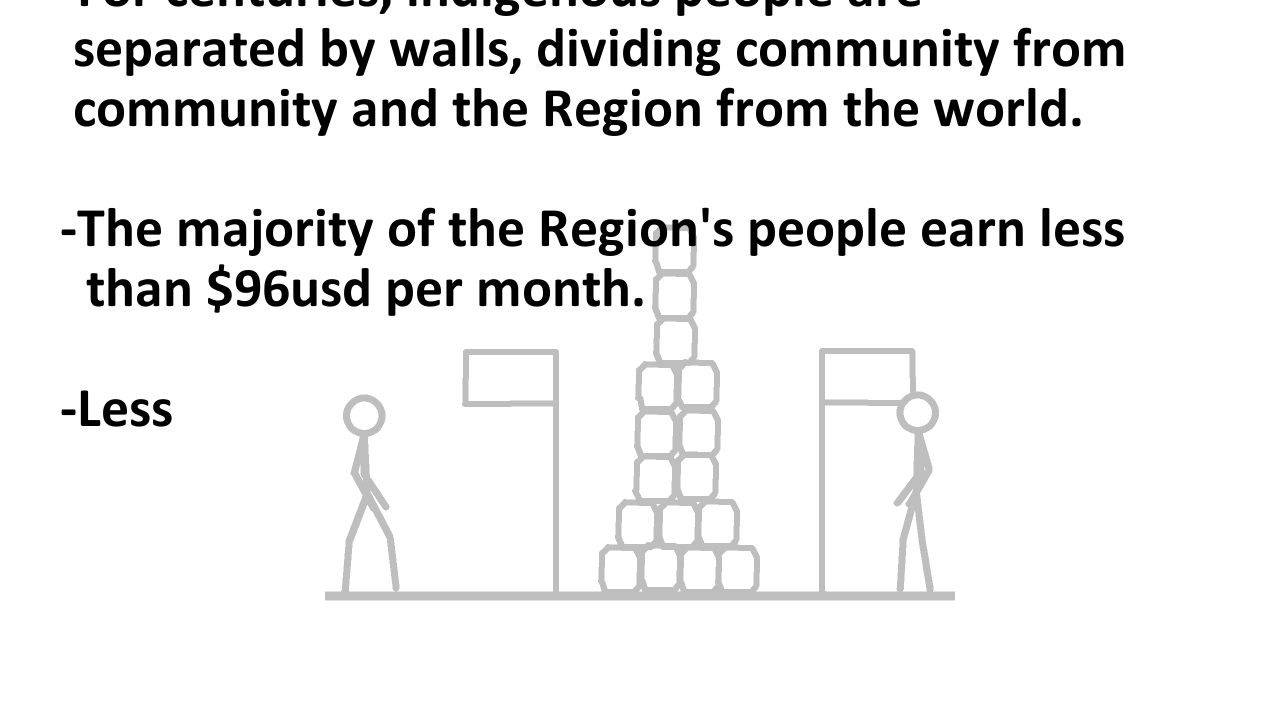 -For centuries, indigenous people are
separated by walls, dividing community from
community and the Region from the world.
-The majority of the Region's people earn less
than $96usd per month.
-Less